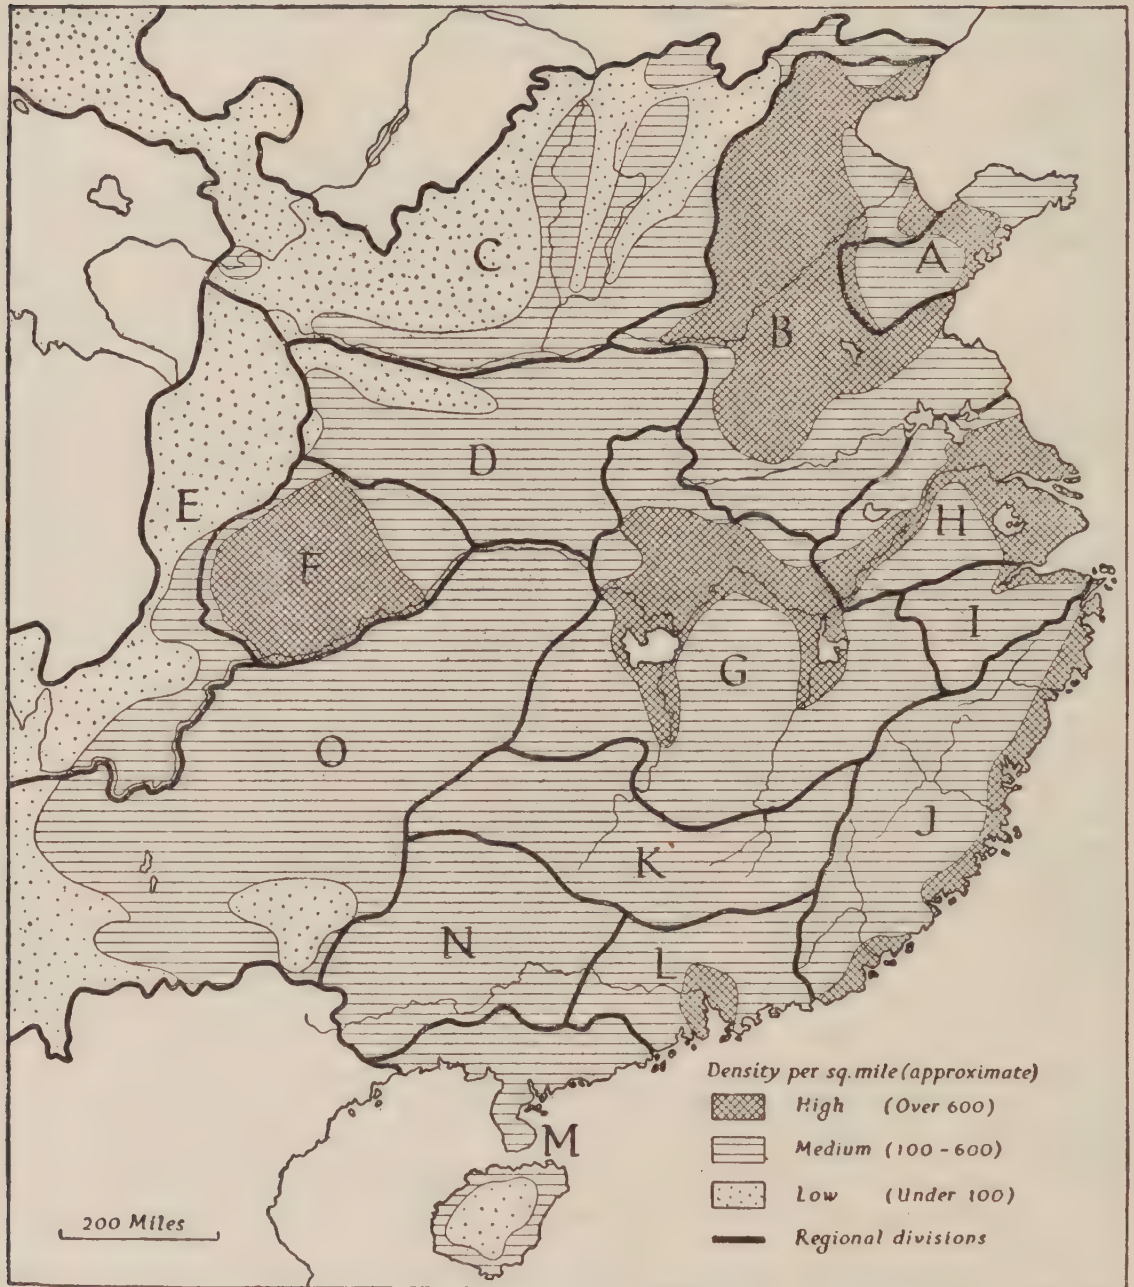 C
A
B
D
E
H
F
I
G
O
J
K
N
L
M
Density per sq. mile (approximate)
High (Over 600)
Medium (100 - 600)
Low (Under 100)
Regional divisions
200 Miles